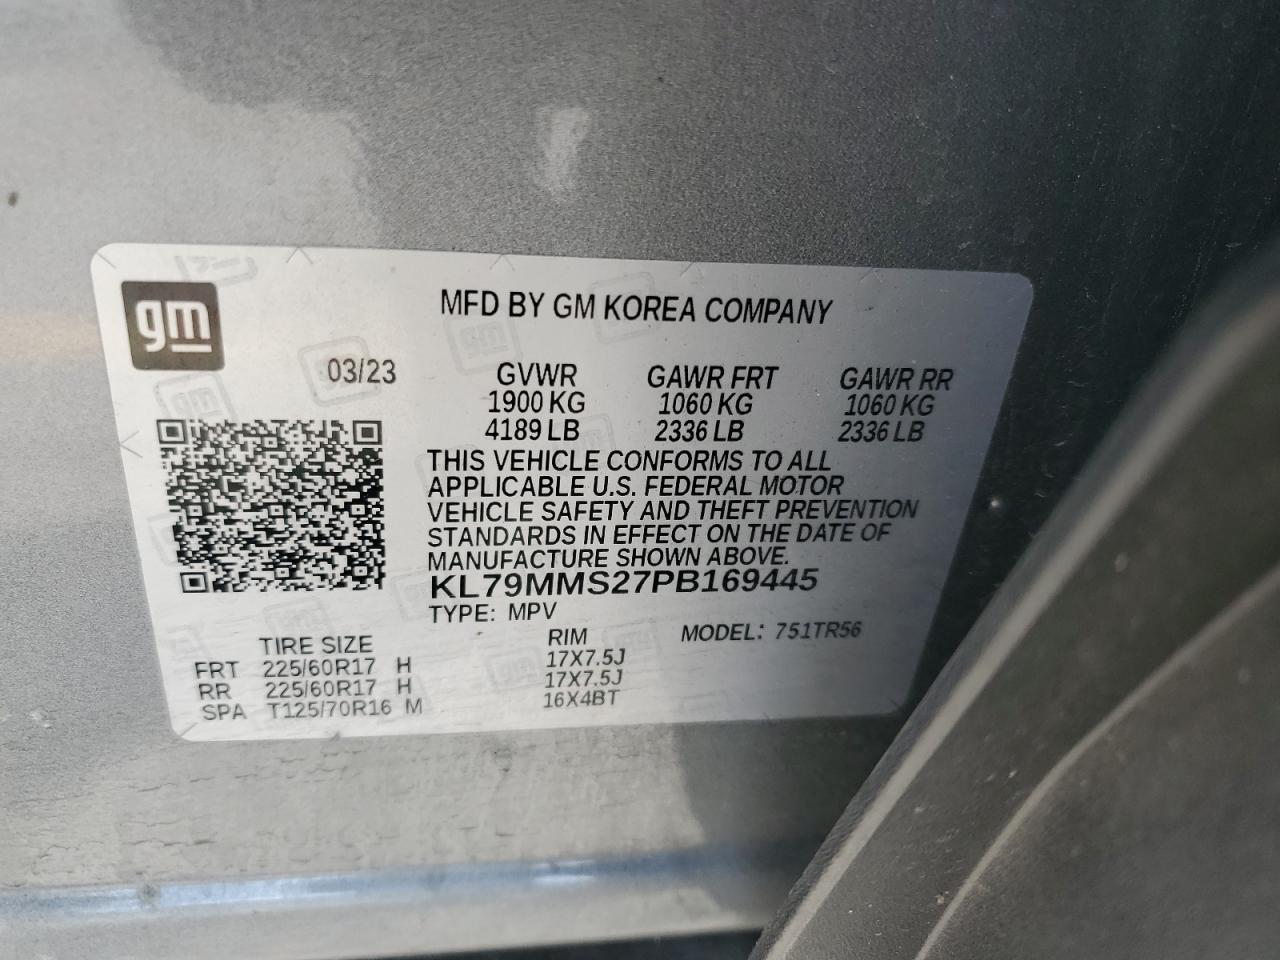 gm
MFD BY GM KOREA COMPANY
03/23
GVWR GAWR FRT GAWR RR
1900 KG 1060 KG 1060 KG
4189 LB 2336 LB 2336 LB
THIS VEHICLE CONFORMS TO ALL
APPLICABLE U.S. FEDERAL MOTOR
VEHICLE SAFETY AND THEFT PREVENTION
STANDARDS IN EFFECT ON THE DATE OF
MANUFACTURE SHOWN ABOVE.
KL79MMS27PB169445
TYPE: MPV
TIRE SIZE RIM MODEL: 751TR56
FRT 225/60R17 H 17X7.5J
RR 225/60R17 H 17X7.5J
SPA T125/70R16 M 16X4BT